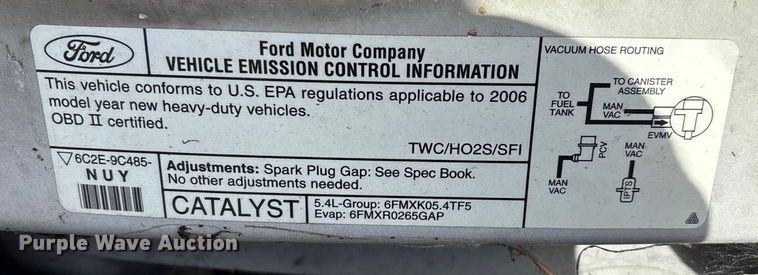 Ford
Ford Motor Company
VEHICLE EMISSION CONTROL INFORMATION
This vehicle conforms to U.S. EPA regulations applicable to 2006
model year new heavy-duty vehicles.
OBD II certified.
TWC/HO2S/SFI
6C2E-9C485-
NUY
Adjustments: Spark Plug Gap: See Spec Book.
No other adjustments needed.
CATALYST
5.4L-Group: 6FMXK05.4TF5
Evap: 6FMXR0265GAP
VACUUM HOSE ROUTING
TO CANISTER
ASSEMBLY
TO
FUEL
TANK
MAN
VAC
EVMV
T
PCV
MAN
VAC
MAN
VAC
IPTS
Purple Wave Auction